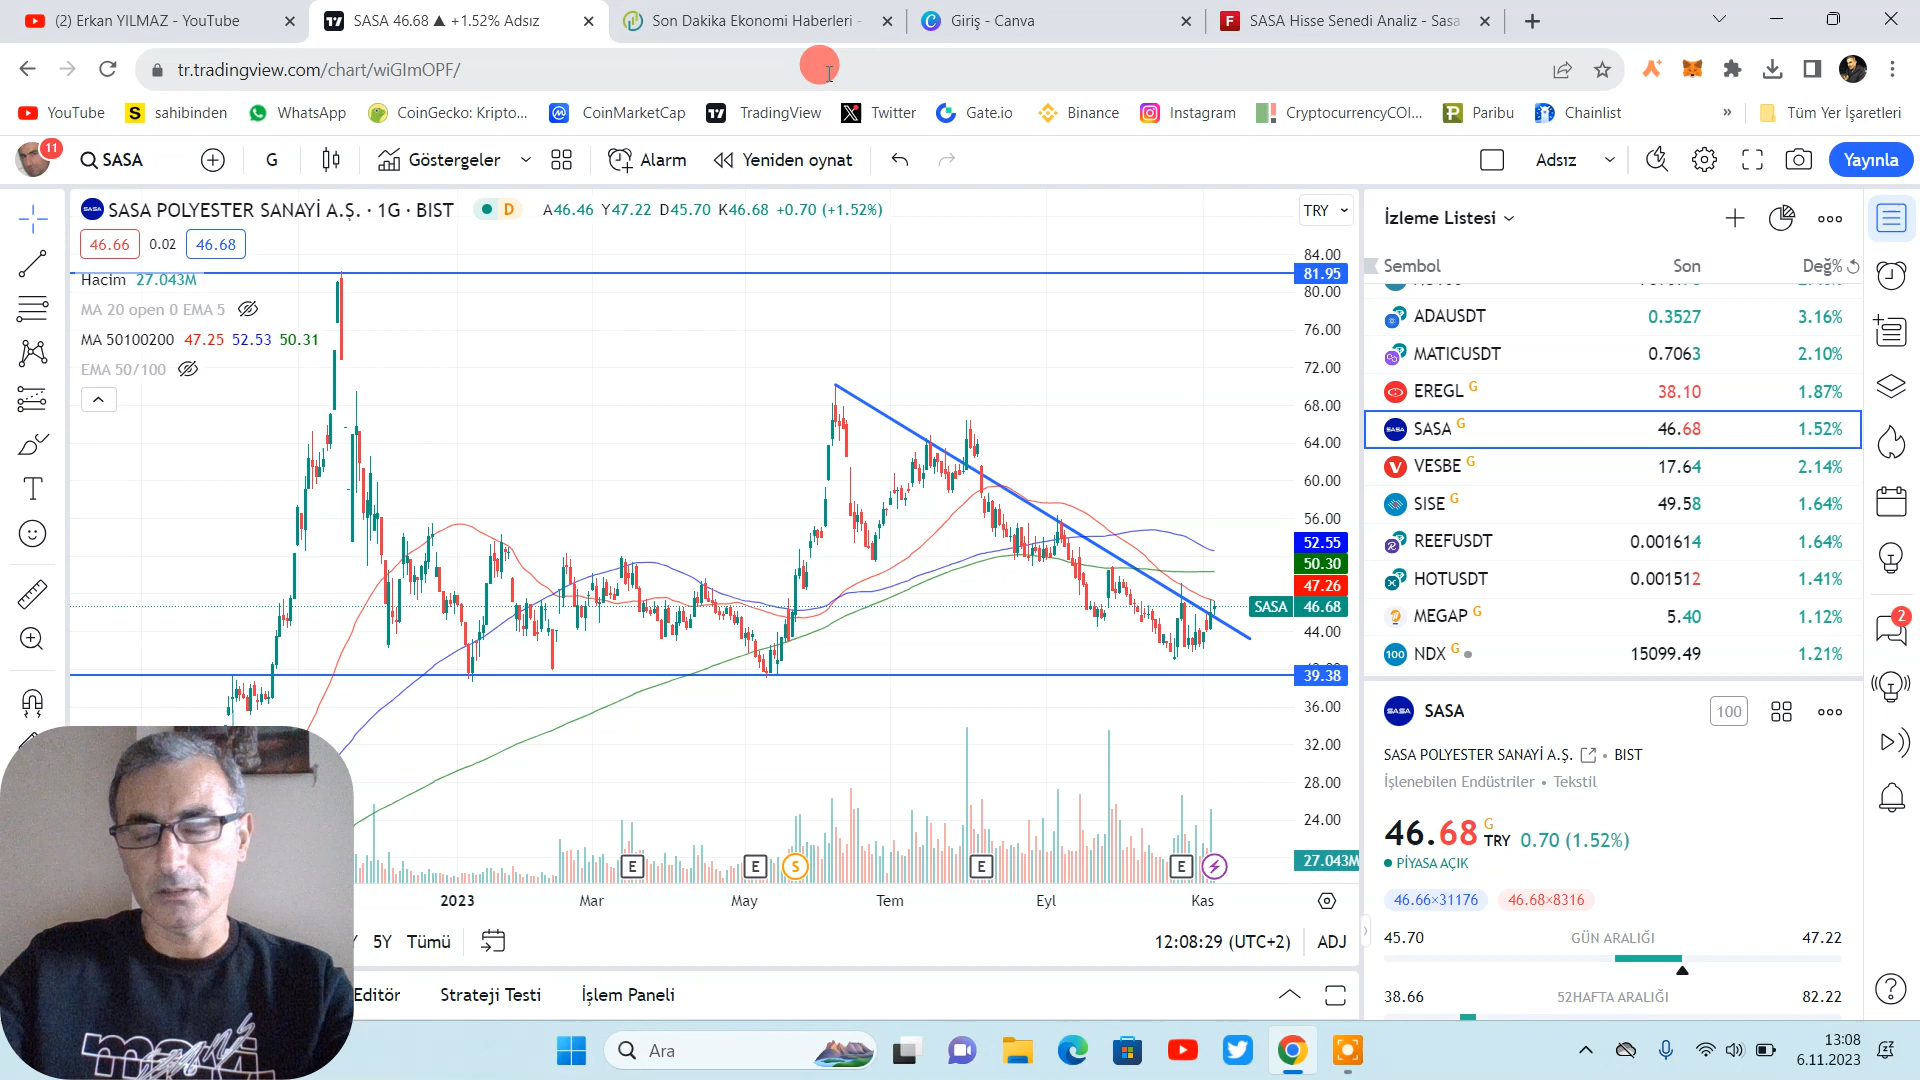 (2) Erkan YILMAZ - YouTube
SASA 46.68 ▲ +1.52% Adsız
Son Dakika Ekonomi Haberleri -
Giriş - Canva
SASA Hisse Senedi Analiz - Sasa
tr.tradingview.com/chart/wiGImOPF/
YouTube
sahibinden
WhatsApp
CoinGecko: Kripto...
CoinMarketCap
TradingView
Twitter
Gate.io
Binance
Instagram
CryptocurrencyCOI...
Paribu
Chainlist
»
Tüm Yer İşaretleri
11
SASA
G
Göstergeler
Alarm
Yeniden oynat
Adsız
Yayınla
SASA POLYESTER SANAYİ A.Ş. · 1G · BIST
D
A46.46 Y47.22 D45.70 K46.68 +0.70 (+1.52%)
TRY
46.66
0.02
46.68
Hacim 27.043M
MA 20 open 0 EMA 5
MA 50100200 47.25 52.53 50.31
EMA 50/100
84.00
81.95
80.00
76.00
72.00
68.00
64.00
60.00
56.00
52.55
50.30
47.26
SASA 46.68
44.00
39.38
36.00
32.00
28.00
24.00
27.043M
E
E
S
E
E
2023
Mar
May
Tem
Eyl
Kas
5Y
Tümü
12:08:29 (UTC+2)
ADJ
Editör
Strateji Testi
İşlem Paneli
İzleme Listesi
Sembol Son Değ%
ADAUSDT 0.3527 3.16%
MATICUSDT 0.7063 2.10%
EREGL G 38.10 1.87%
SASA G 46.68 1.52%
VESBE G 17.64 2.14%
SISE G 49.58 1.64%
REEFUSDT 0.001614 1.64%
HOTUSDT 0.001512 1.41%
MEGAP G 5.40 1.12%
100 NDX G 15099.49 1.21%
SASA
100
SASA POLYESTER SANAYİ A.Ş. • BIST
İşlenebilen Endüstriler • Tekstil
46.68 G TRY 0.70 (1.52%)
PİYASA AÇIK
46.66×31176
46.68×8316
45.70 GÜN ARALIĞI 47.22
38.66 52HAFTA ARALIĞI 82.22
2
Ara
13:08
6.11.2023